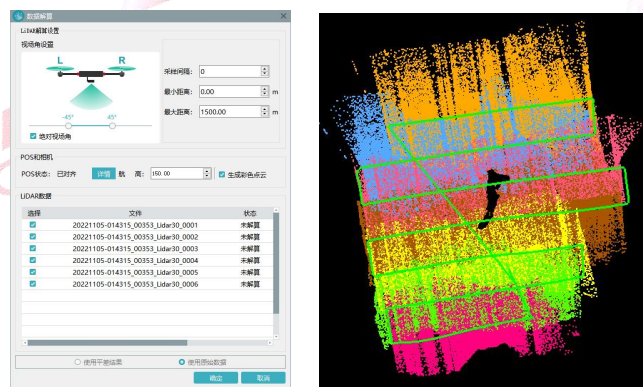 数据解算
LiDAR解算设置
视场角设置
L
R
-45°
45°
绝对视场角
采样间隔：
0
最小距离：
0.00
m
最大距离：
1500.00
m
POS和相机
POS状态：
已对齐
详情
航 高：
150.00
m
生成彩色点云
LiDAR数据
选择
文件
状态
20221105-014315_00353_Lidar30_0001
未解算
20221105-014315_00353_Lidar30_0002
未解算
20221105-014315_00353_Lidar30_0003
未解算
20221105-014315_00353_Lidar30_0004
未解算
20221105-014315_00353_Lidar30_0005
未解算
20221105-014315_00353_Lidar30_0006
未解算
使用平差结果
使用原始数据
确定
取消